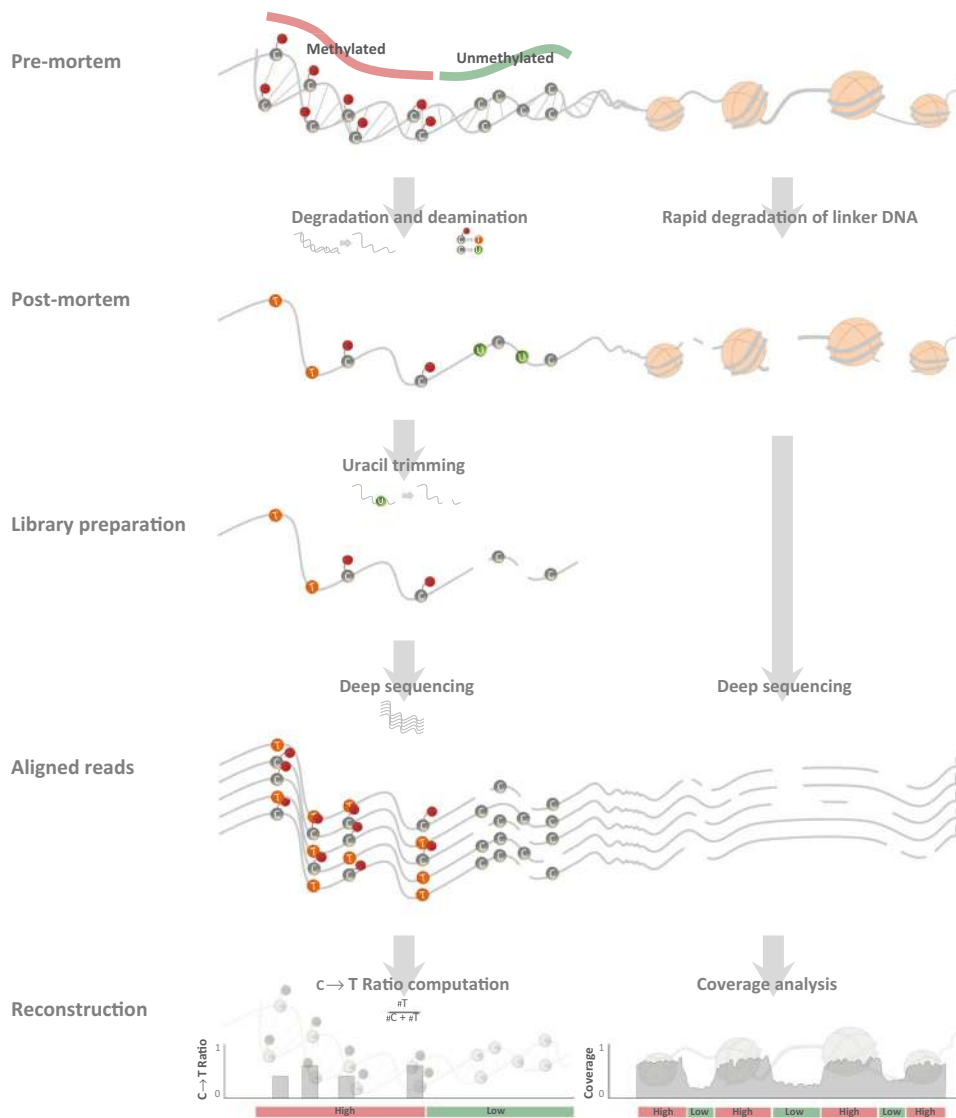 Pre-mortem
Methylated
Unmethylated
C C C C C C C C C C C C C C
Degradation and deamination
Rapid degradation of linker DNA
C T
C U
Post-mortem
T T C C U C U C
Uracil trimming
U
Library preparation
T T C C C C
Deep sequencing
Deep sequencing
Aligned reads
C → T Ratio computation
#T
#C + #T
Coverage analysis
Reconstruction
C → T Ratio
1
0
Coverage
1
0
High
Low
High
Low
High
Low
High
Low
High